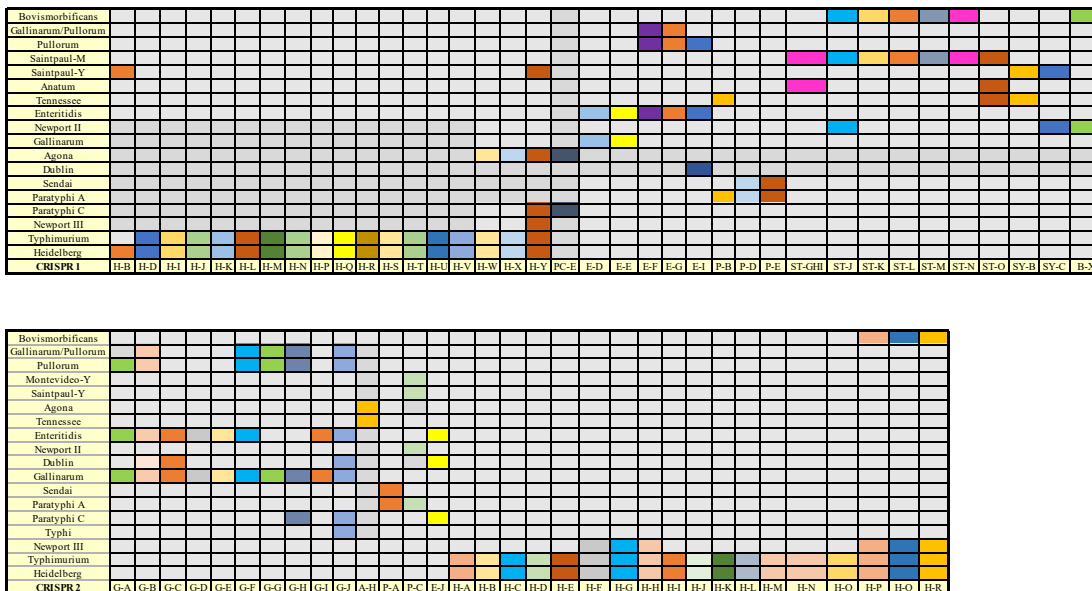 Bovismorbificans
Gallinarum/Pullorum
Pullorum
Saintpaul-M
Saintpaul-Y
Anatum
Tennessee
Enteritidis
Newport II
Gallinarum
Agona
Dublin
Sendai
Paratyphi A
Paratyphi C
Newport III
Typhimurium
Heidelberg
CRISPR 1 H-B H-D H-I H-J H-K H-L H-M H-N H-P H-Q H-R H-S H-T H-U H-V H-W H-X H-Y PC-E E-D E-E E-F E-G E-I P-B P-D P-E ST-GHI ST-J ST-K ST-L ST-M ST-N ST-O SY-B SY-C B-X
Bovismorbificans
Gallinarum/Pullorum
Pullorum
Montevideo-Y
Saintpaul-Y
Agona
Tennessee
Enteritidis
Newport II
Dublin
Gallinarum
Sendai
Paratyphi A
Paratyphi C
Typhi
Newport III
Typhimurium
Heidelberg
CRISPR 2 G-A G-B G-C G-D G-E G-F G-G G-H G-I G-J A-H P-A P-C E-J H-A H-B H-C H-D H-E H-F H-G H-H H-I H-J H-K H-L H-M H-N H-O H-P H-Q H-R